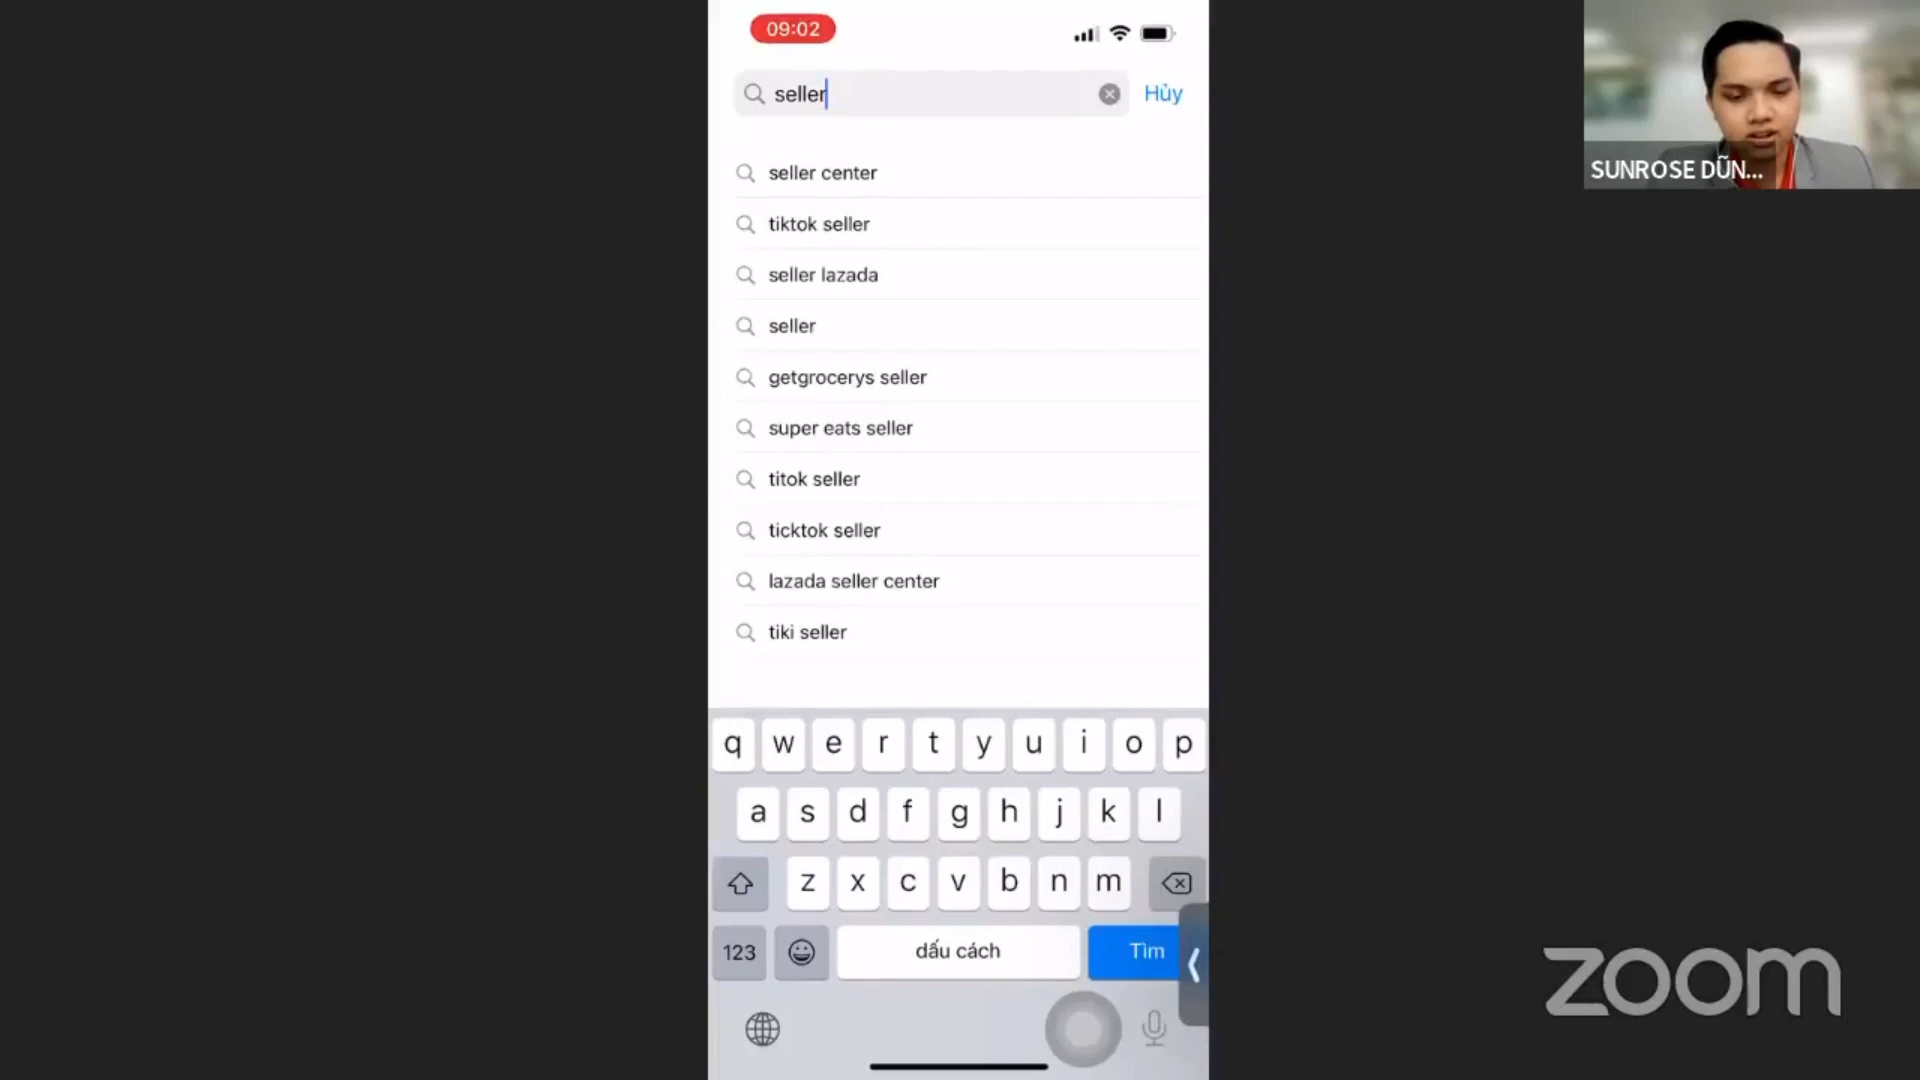 09:02
seller
Hủy
SUNROSE DŨN...
seller center
tiktok seller
seller lazada
seller
getgrocerys seller
super eats seller
titok seller
ticktok seller
lazada seller center
tiki seller
q w e r t y u i o p
a s d f g h j k l
z x c v b n m
123
dấu cách
Tìm
zoom